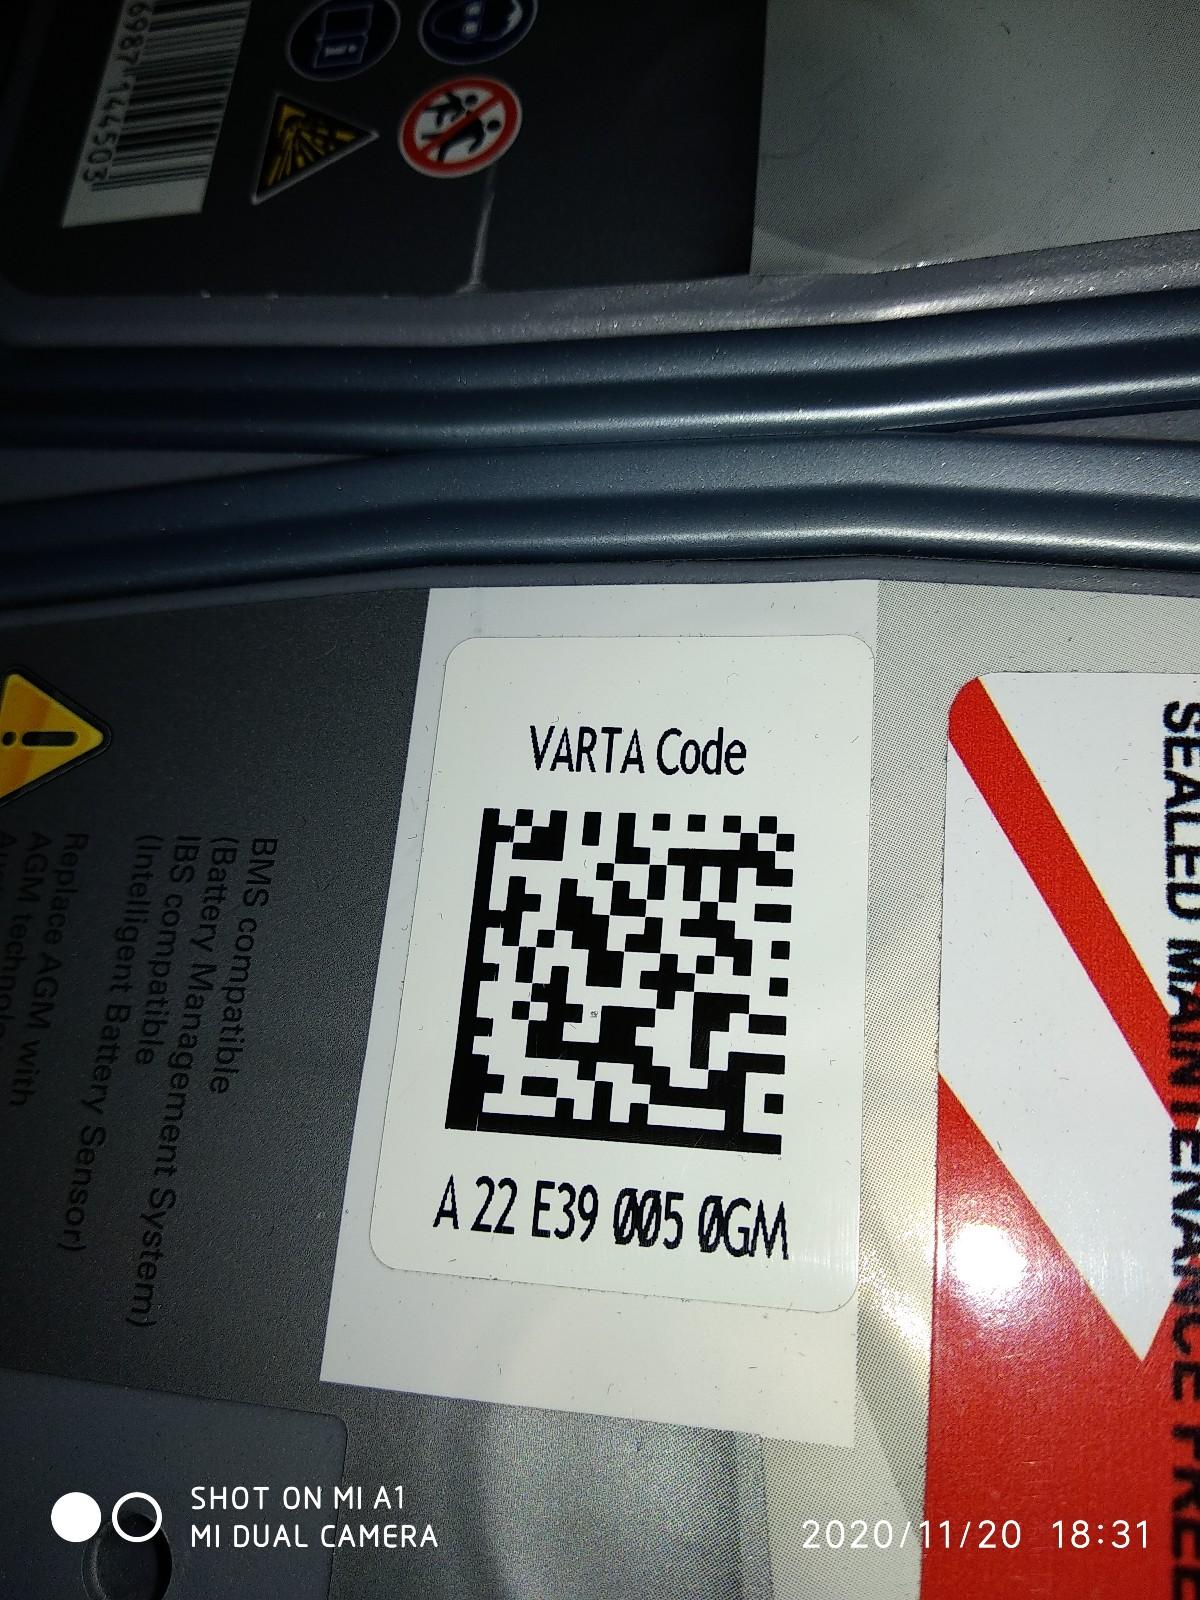 6987 144503
VARTA Code
A 22 E39 005 0GM
BMS compatible
(Battery Management System)
IBS compatible
(Intelligent Battery Sensor)
Replace AGM with
AGM
SEALED MAINTENANCE FREE
SHOT ON MI A1
MI DUAL CAMERA
2020/11/20 18:31